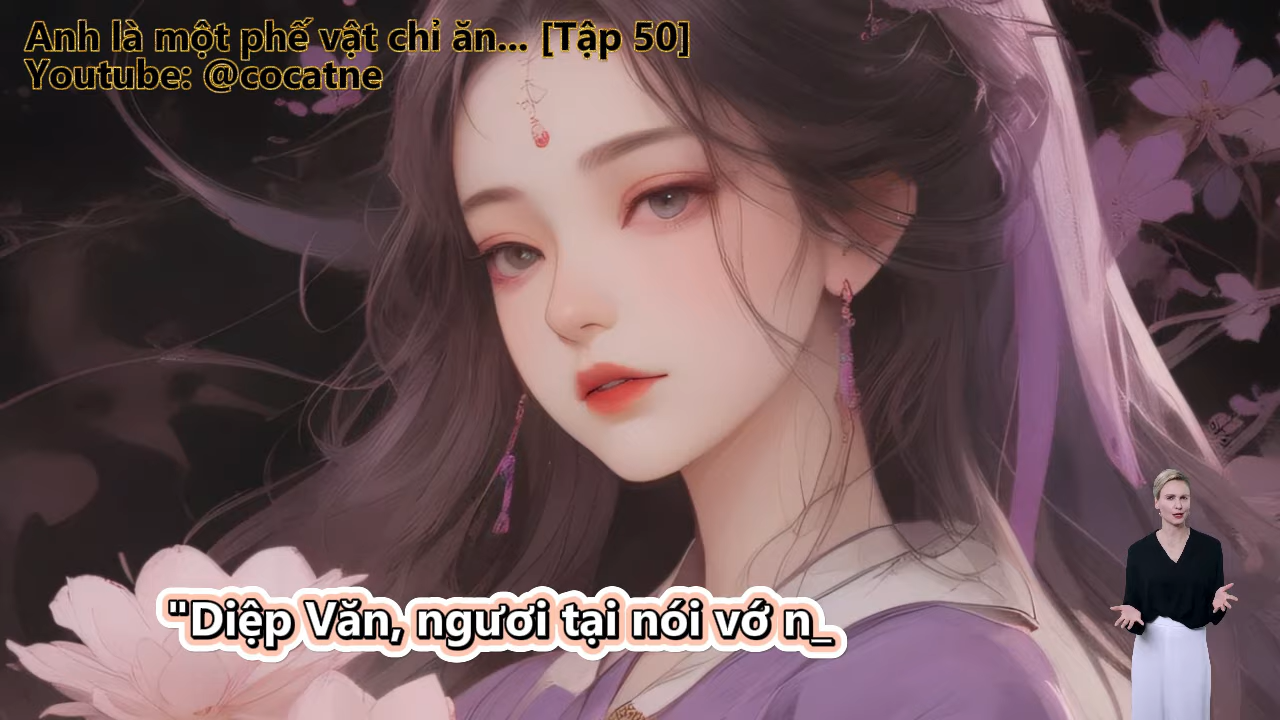 Anh là một phế vật chỉ ăn... [Tập 50]
Youtube: @cocatne
"Diệp Văn, ngươi tại nói vớ n_